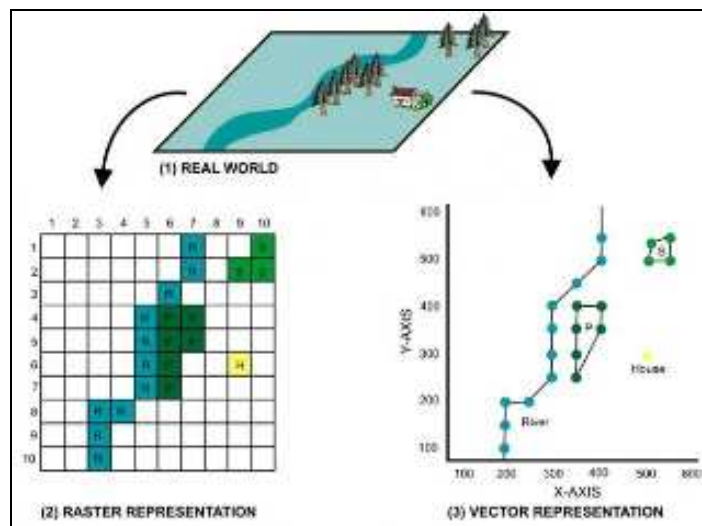 (1) REAL WORLD
1 2 3 4 5 6 7 8 9 10
1 R
2 R
3 R
4 R
5 R
6 R H
7 R
8 R R
9 R
10 R
(2) RASTER REPRESENTATION
600
500
400
300
200
100
Y-AXIS
S
P
House
River
100 200 300 400 500 600
X-AXIS
(3) VECTOR REPRESENTATION